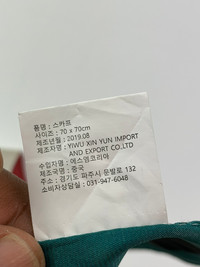 품명 : 스카프
사이즈 : 70 x 70cm
제조년월 : 2019.08
제조자명 : YIWU XIN YUN IMPORT
AND EXPORT CO.,LTD
수입자명 : 에스엠코리아
제조국명 : 중국
주소 : 경기도 파주시 문발로 132
소비자상담실 : 031-947-6048